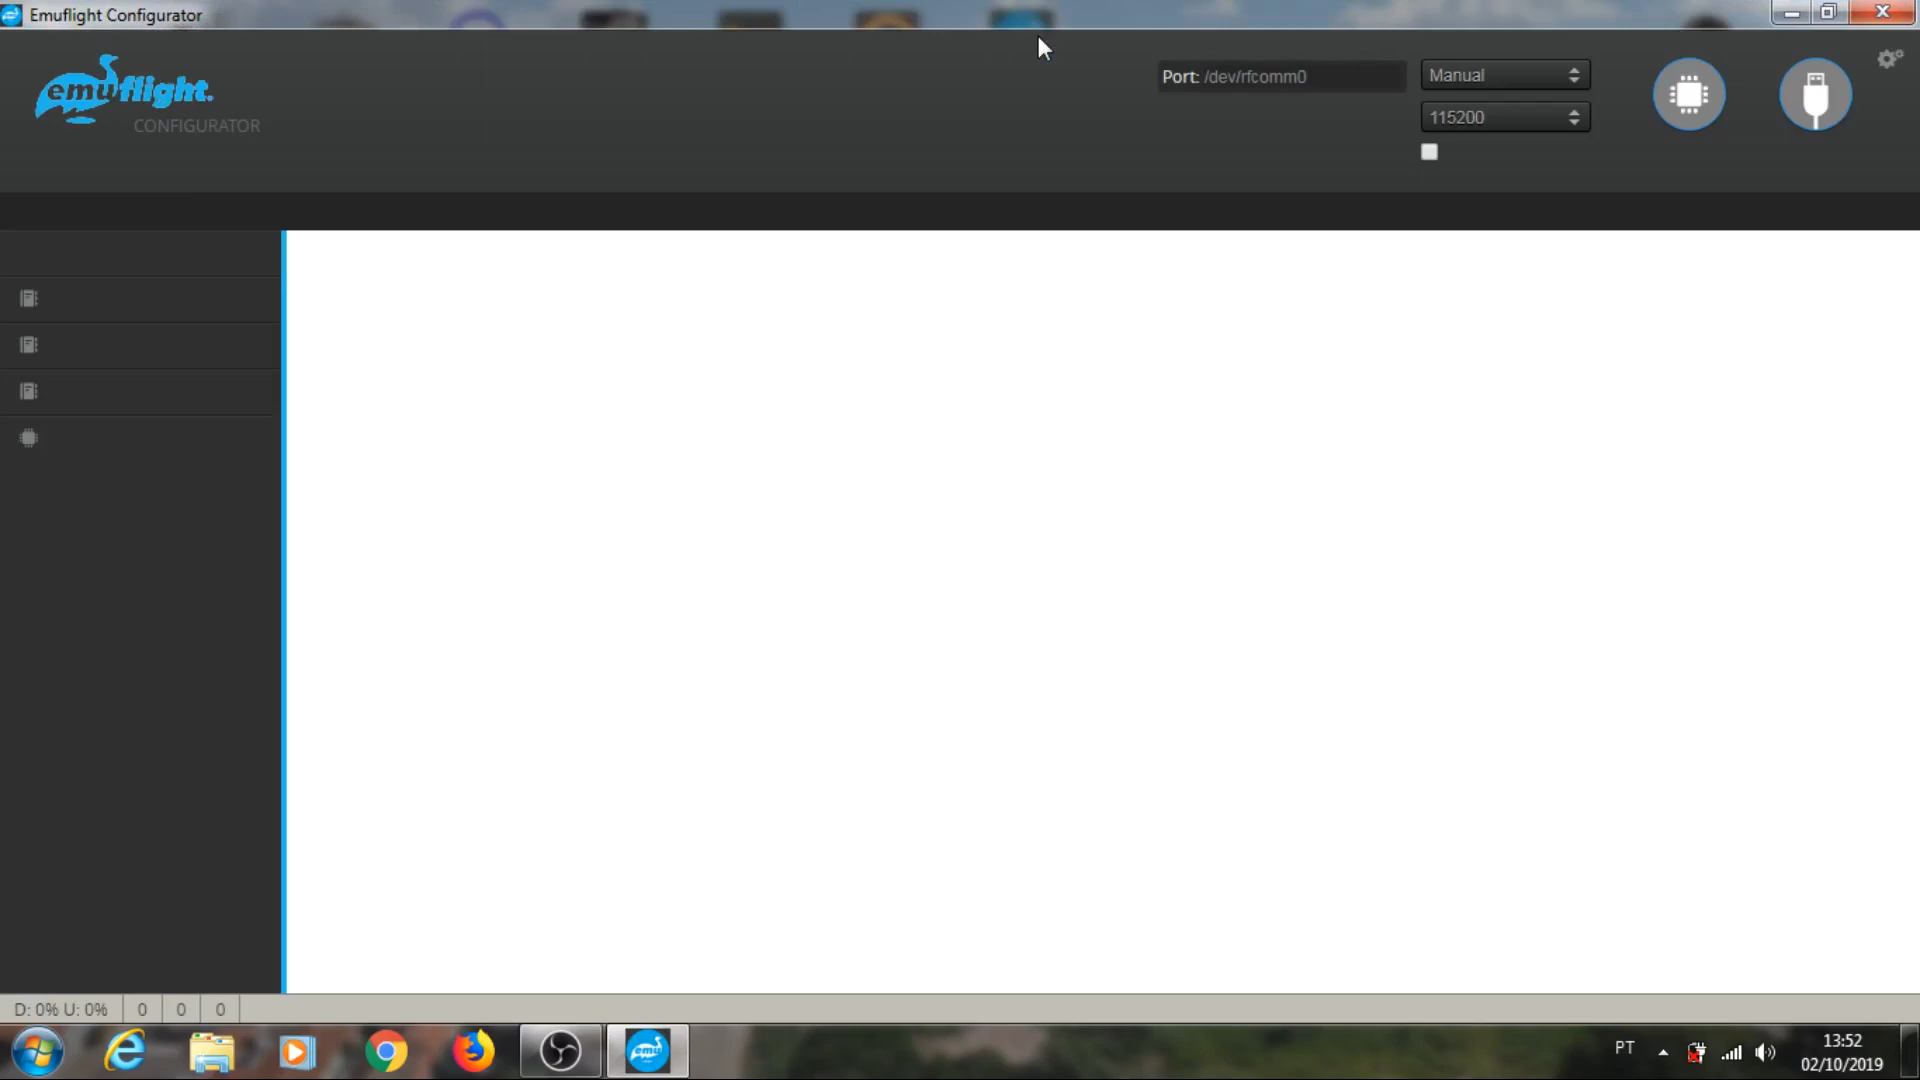 Emuflight Configurator
emuflight.
CONFIGURATOR
Port: /dev/rfcomm0
Manual
115200
D: 0% U: 0%
0
0
0
emu
PT
13:52
02/10/2019